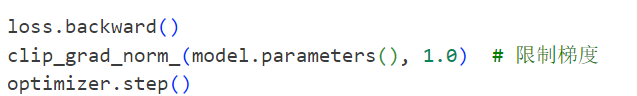 loss.backward()
clip_grad_norm_(model.parameters(), 1.0)  # 限制梯度
optimizer.step()